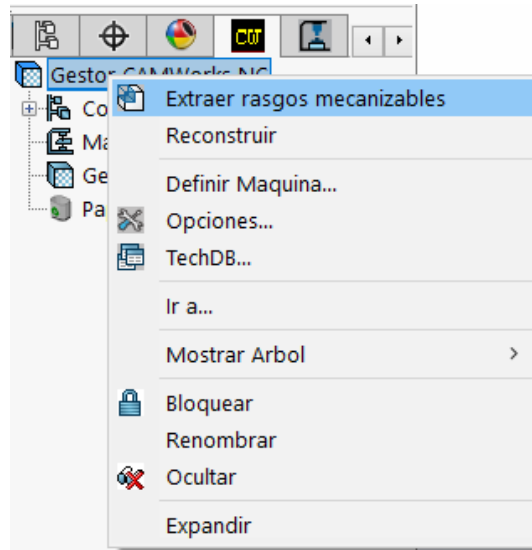 Gestor CAMWorks NC
Co
Extraer rasgos mecanizables
Reconstruir
Ma
Ge
Definir Maquina...
Pa
Opciones...
TechDB...
Ir a...
Mostrar Arbol
Bloquear
Renombrar
Ocultar
Expandir